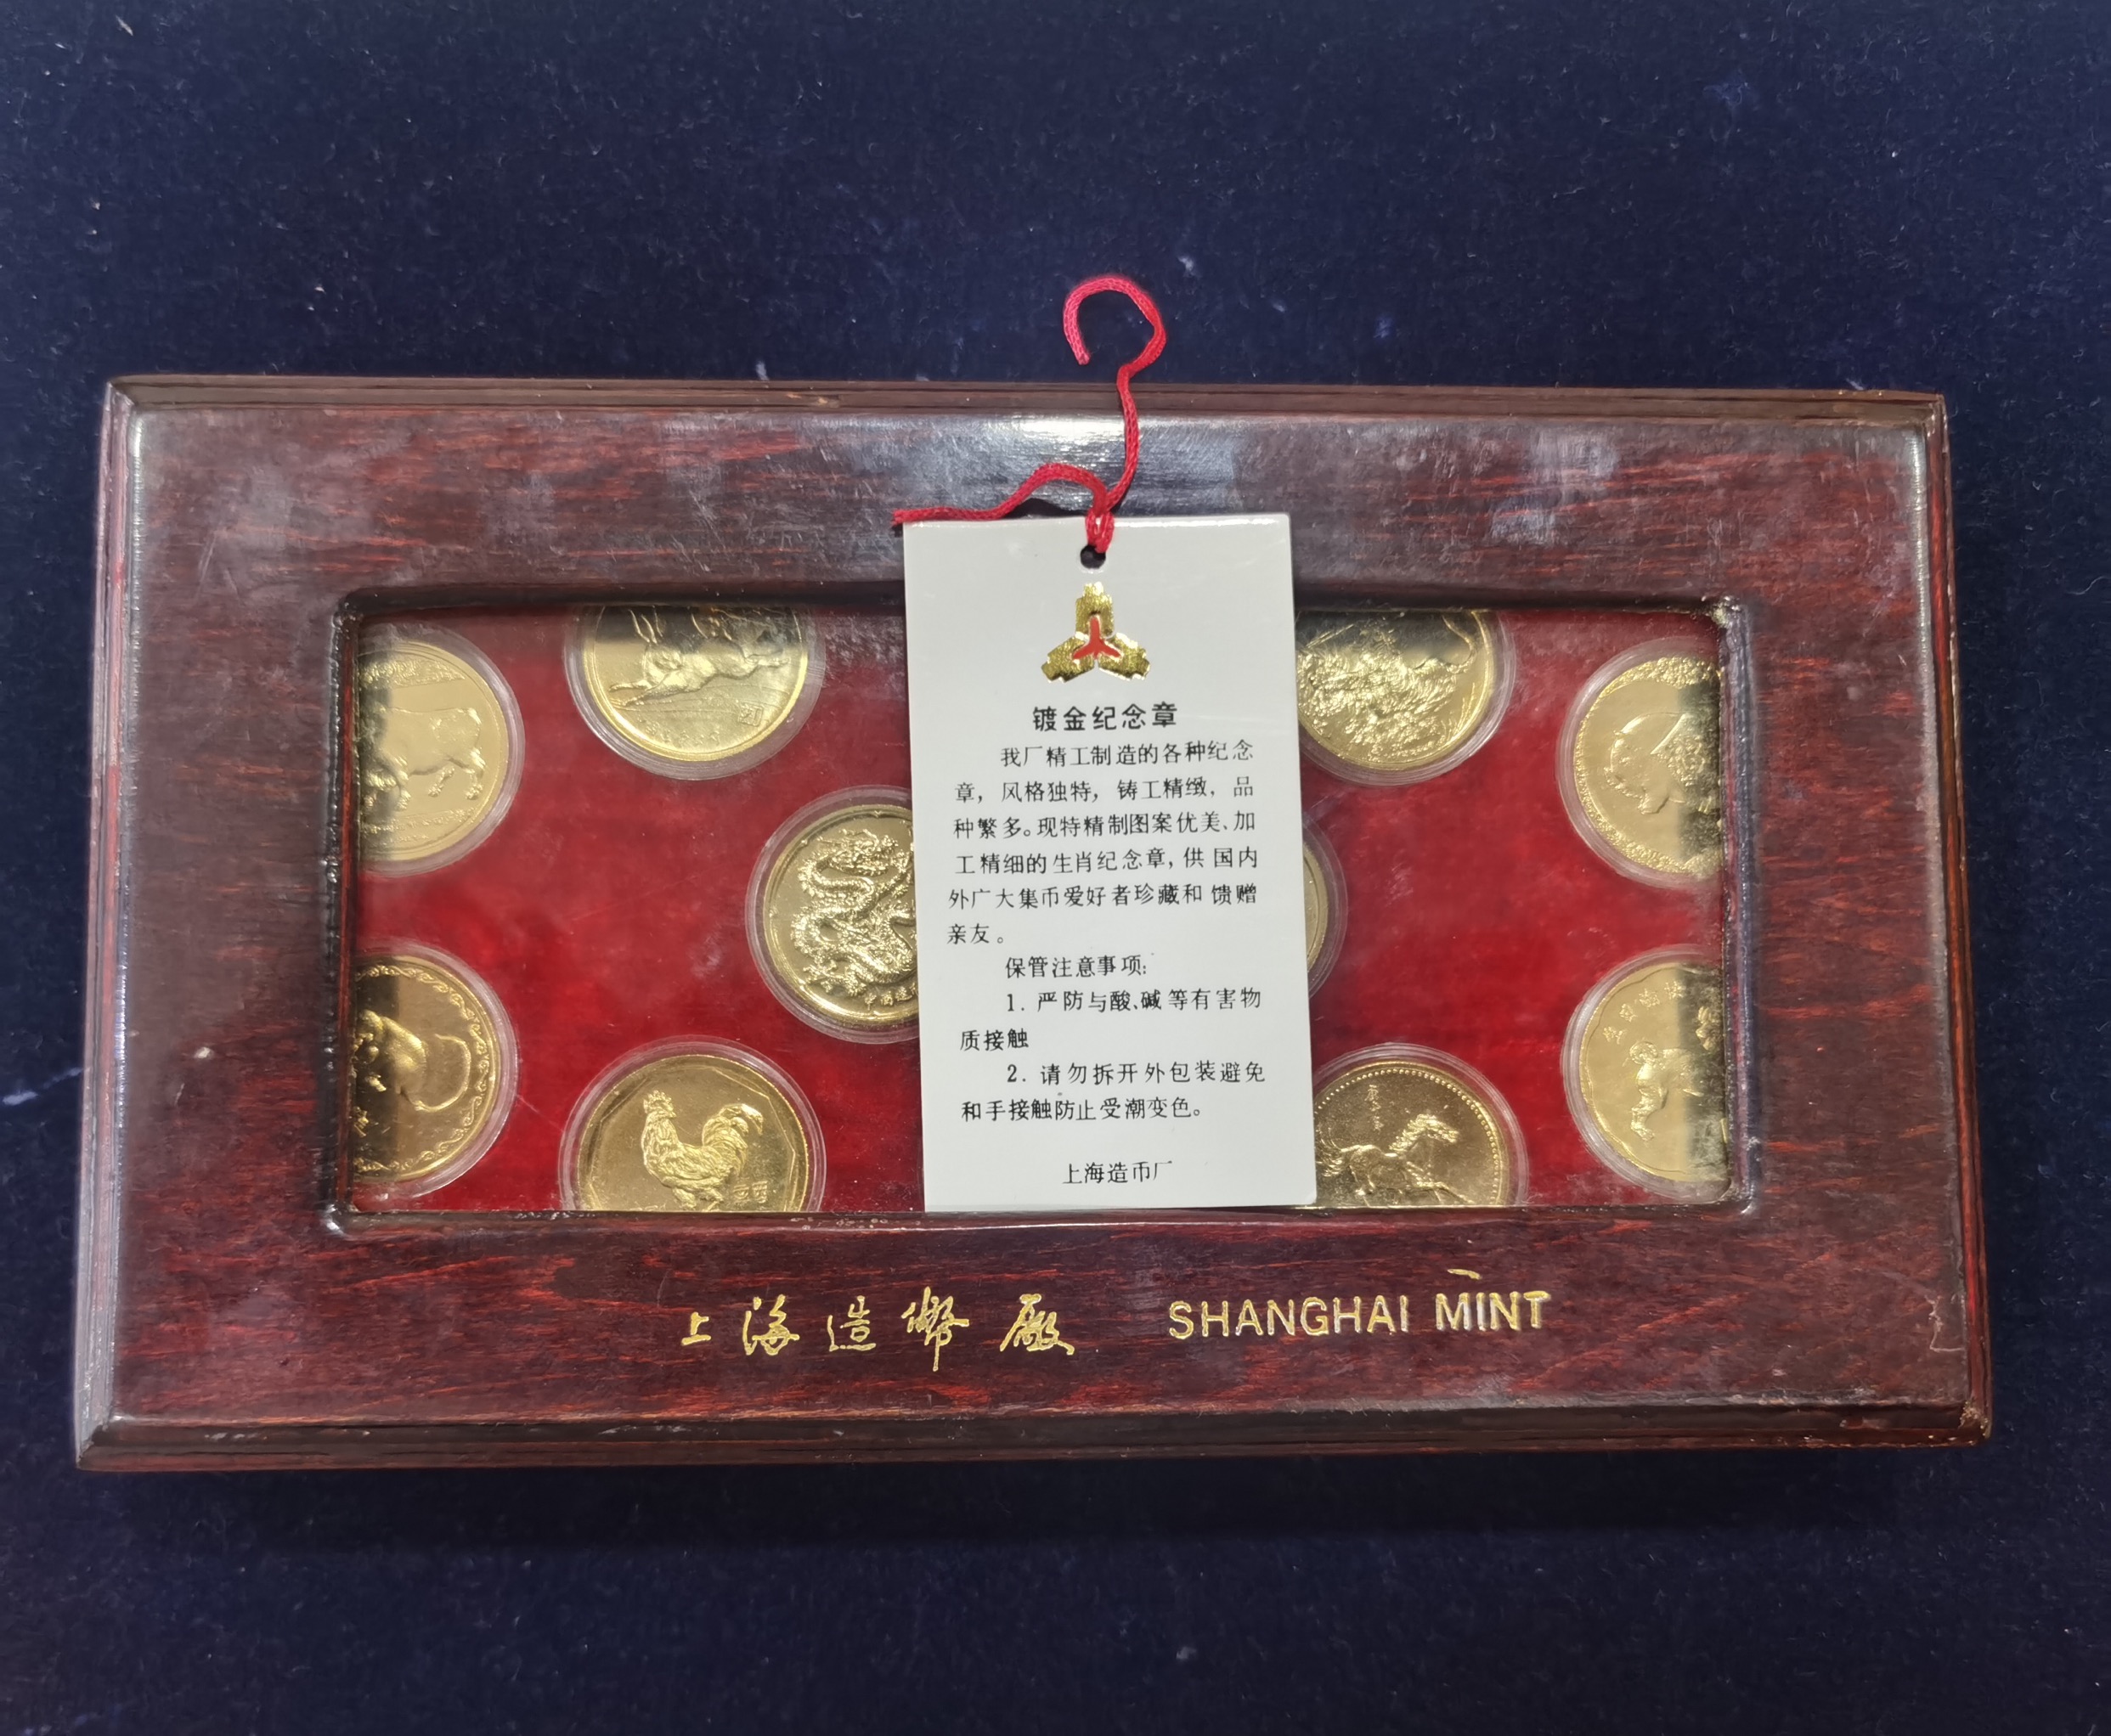 镀金纪念章
我厂精工制造的各种纪念
章，风格独特，铸工精致，品
种繁多。现特精制图案优美、加
工精细的生肖纪念章，供国内
外广大集币爱好者珍藏和馈赠
亲友。
保管注意事项：
1. 严防与酸、碱等有害物
质接触
2. 请勿拆开外包装避免
和手接触防止受潮变色。
上海造币厂
上海造幣廠 SHANGHAI MINT